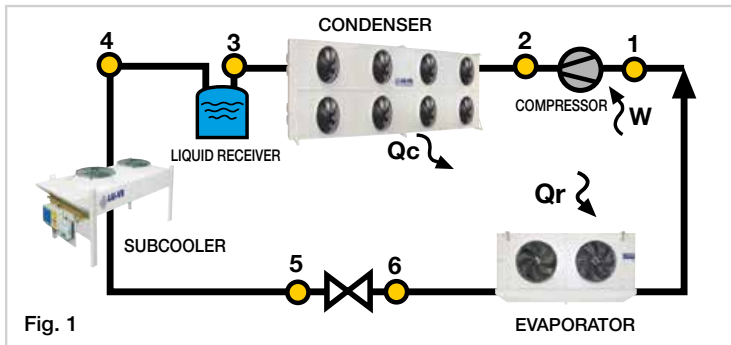 CONDENSER
4
3
2
1
COMPRESSOR
W
LIQUID RECEIVER
Qc
Qr
SUBCOOLER
5
6
Fig. 1
EVAPORATOR